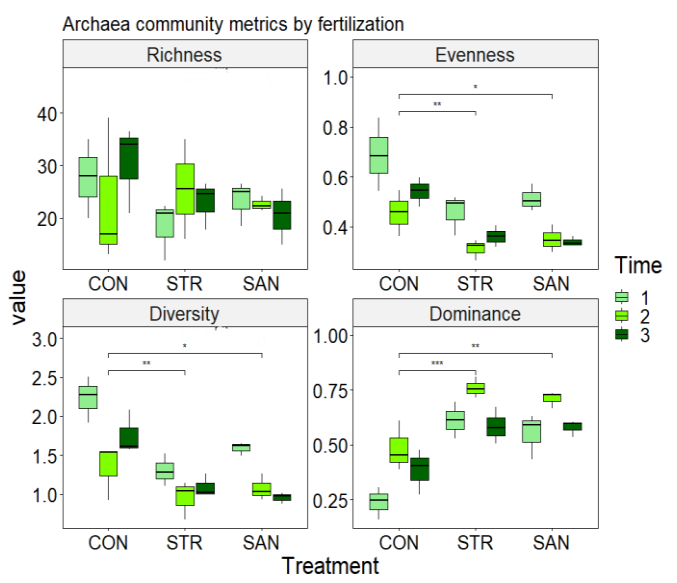 Archaea community metrics by fertilization
Richness
Evenness
40
30
20
1.0
0.8
0.6
0.4
*
**
CON STR SAN
CON STR SAN
value
Diversity
Dominance
3.0
2.5
2.0
1.5
1.0
*
**
1.00
0.75
0.50
0.25
**
***
CON STR SAN
CON STR SAN
Treatment
Time
1
2
3